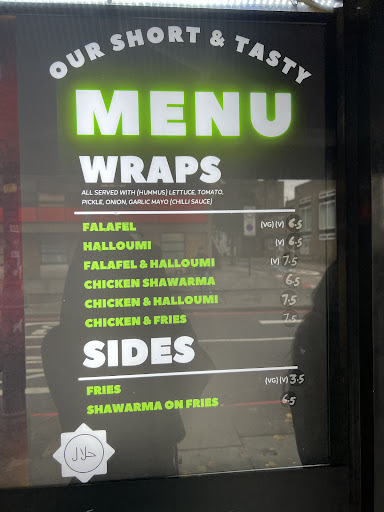 OUR SHORT & TASTY
MENU
WRAPS
ALL SERVED WITH (HUMMUS) LETTUCE, TOMATO,
PICKLE, ONION, GARLIC MAYO (CHILLI SAUCE)
FALAFEL (VG) (V) 6.5
HALLOUMI (V) 6.5
FALAFEL & HALLOUMI (V) 7.5
CHICKEN SHAWARMA 6.5
CHICKEN & HALLOUMI 7.5
CHICKEN & FRIES 7.5
SIDES
FRIES (VG) (V) 3.5
SHAWARMA ON FRIES 6.5
حلال